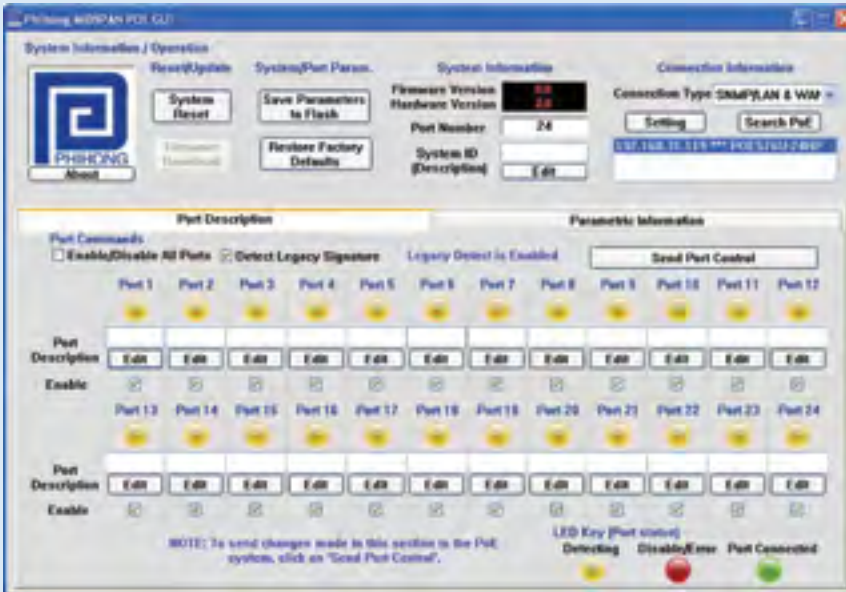 Phihong MIDSPAN POE GUI
System Information / Operation
Reset/Update
System/Port Param.
System Information
Connection Information
System Reset
Save Parameters to Flash
Restore Factory Defaults
PHIHONG
About
Firmware Version
Hardware Version
Port Number
24
System ID
(Description)
Edit
Connection Type
SNMP/LAN & WAN
Setting
Search PoE
Port Description
Parametric Information
Port Commands
Enable/Disable All Ports
Detect Legacy Signature
Legacy Detect is Enabled
Send Port Control
Port 1 Port 2 Port 3 Port 4 Port 5 Port 6 Port 7 Port 8 Port 9 Port 10 Port 11 Port 12
Port
Description
Edit Edit Edit Edit Edit Edit Edit Edit Edit Edit Edit Edit
Enable
Port 13 Port 14 Port 15 Port 16 Port 17 Port 18 Port 19 Port 20 Port 21 Port 22 Port 23 Port 24
Port
Description
Edit Edit Edit Edit Edit Edit Edit Edit Edit Edit Edit Edit
Enable
NOTE: To send changes made in this section to the PoE
system, click on "Send Port Control".
LED Key (Port status)
Detecting Disable/Error Port Connected